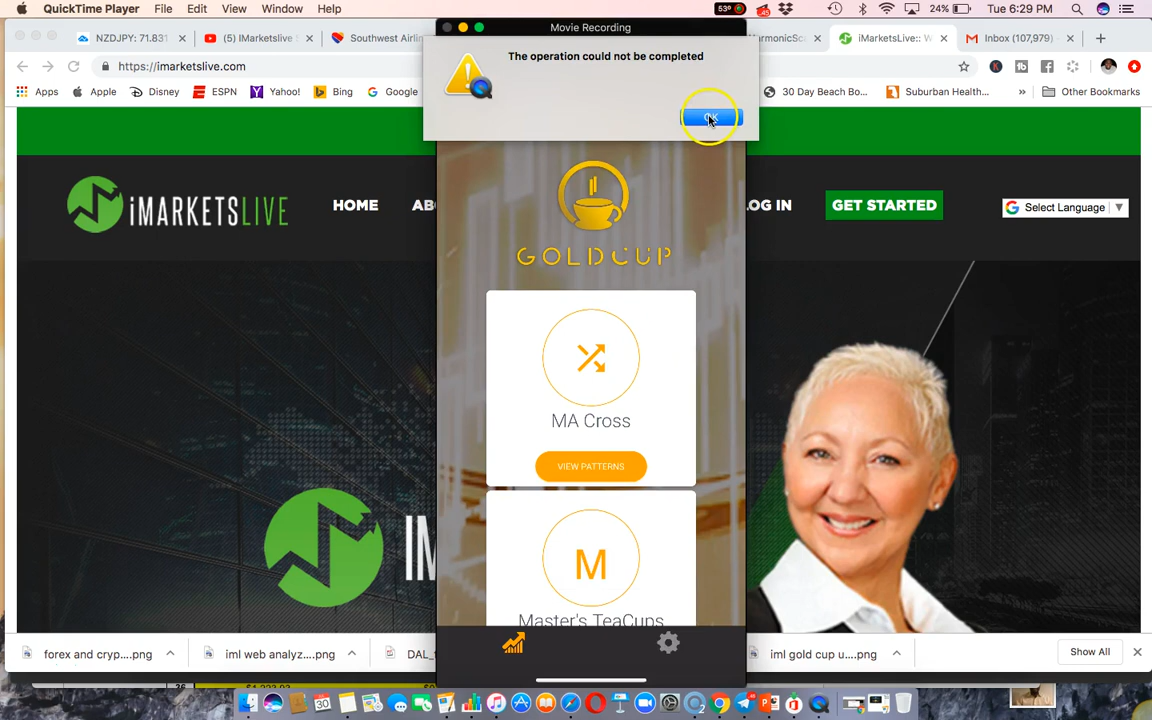 QuickTime Player File Edit View Window Help
53° 24% Tue 6:29 PM
Movie Recording
NZDJPY: 71.831
(5) IMarketslive
Southwest Airlin
iMarketsLive:: W
Inbox (107,979)
https://imarketslive.com
Apps Apple Disney ESPN Yahoo! Bing Google
30 Day Beach Bo... Suburban Health... » Other Bookmarks
The operation could not be completed
OK
iMARKETSLIVE
HOME
GET STARTED
Select Language
GOLDCUP
MA Cross
VIEW PATTERNS
M
Master's TeaCups
forex and cryp....png
iml web analyz....png
iml gold cup u....png
Show All